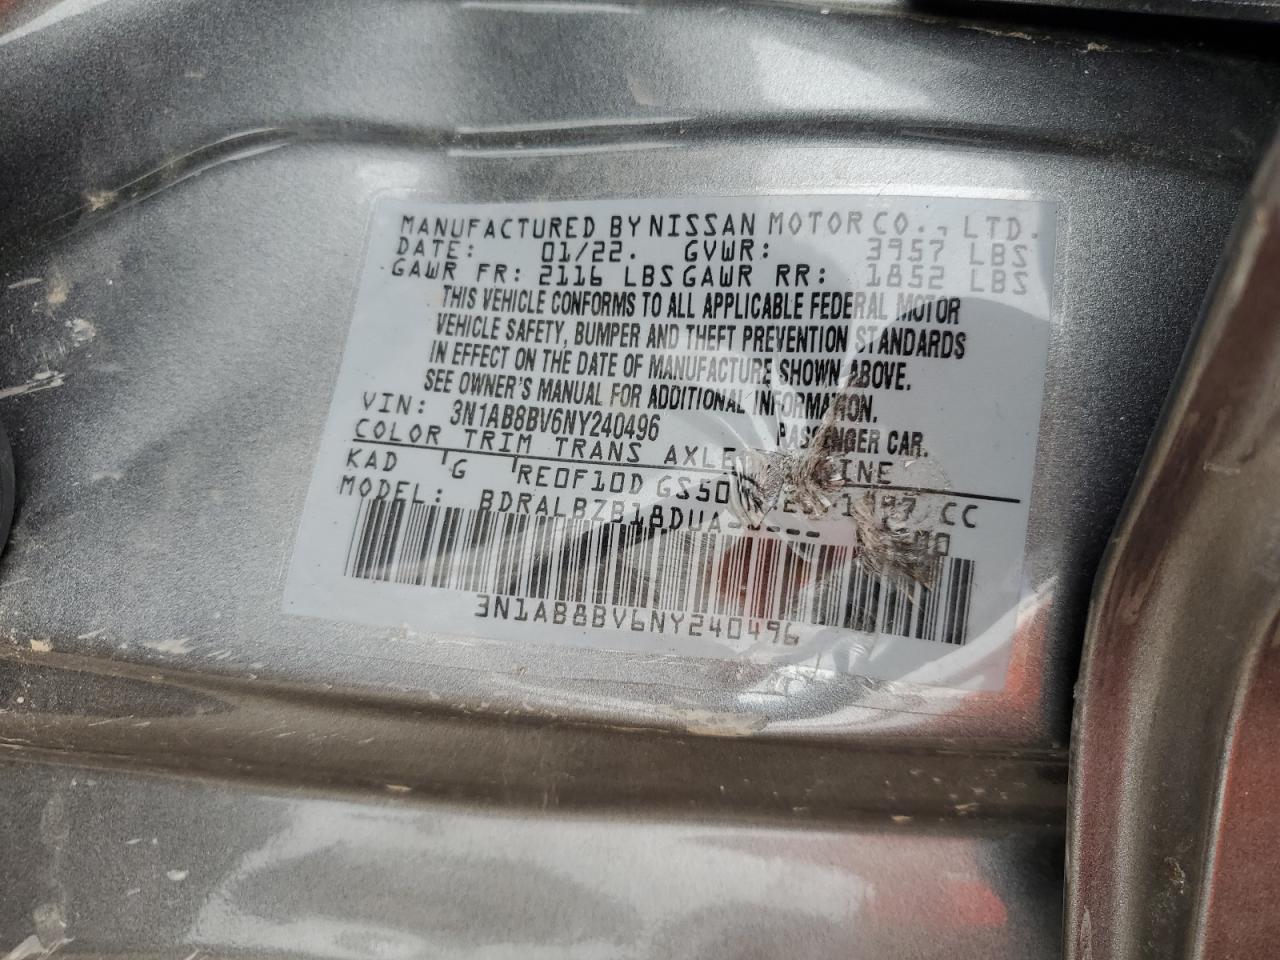 MANUFACTURED BY NISSAN MOTOR CO., LTD.
DATE: 01/22. GVWR: 3957 LBS
GAWR FR: 2116 LBS GAWR RR: 1852 LBS
THIS VEHICLE CONFORMS TO ALL APPLICABLE FEDERAL MOTOR
VEHICLE SAFETY, BUMPER AND THEFT PREVENTION STANDARDS
IN EFFECT ON THE DATE OF MANUFACTURE SHOWN ABOVE.
SEE OWNER'S MANUAL FOR ADDITIONAL INFORMATION.
VIN: 3N1AB8BV6NY240496 PASSENGER CAR.
COLOR TRIM TRANS AXLE
KAD G RE0F10D CC
MODEL:
3N1AB8BV6NY240496